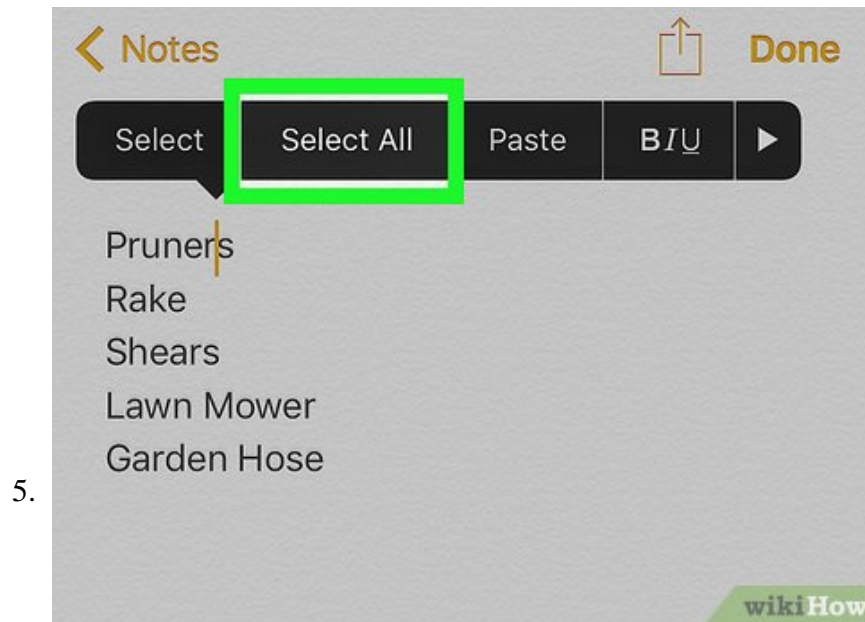 Notes Done
Select Select All Paste BIU
Pruners
Rake
Shears
Lawn Mower
Garden Hose
5.
wikiHow